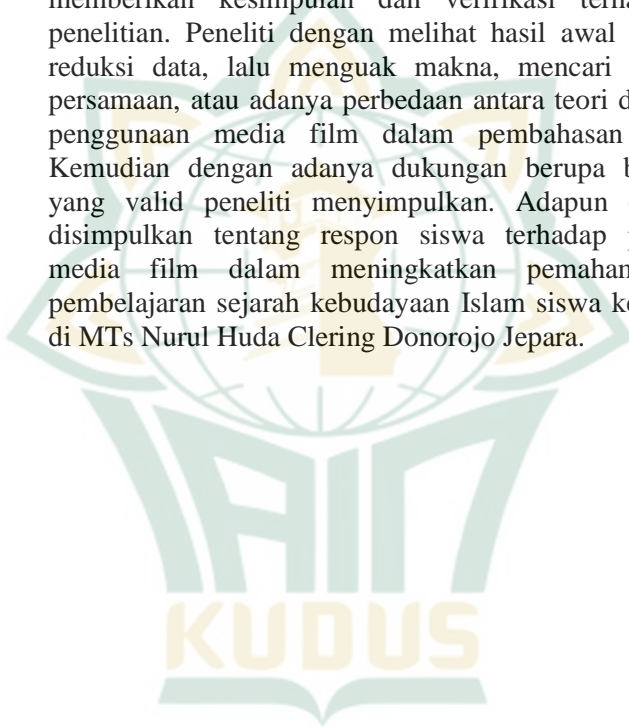 memberikan kesimpulan dan verifikasi
penelitian. Peneliti dengan melihat hasil awal
reduksi data, lalu menguak makna, mencari
persamaan, atau adanya perbedaan antara teori
penggunaan media film dalam pembahasan
Kemudian dengan adanya dukungan berupa
yang valid peneliti menyimpulkan. Adapun
disimpulkan tentang respon siswa terhadap
media film dalam meningkatkan
pembelajaran sejarah kebudayaan Islam siswa
di MTs Nurul Huda Clering Donorojo Jepara.
IAIN
KUDUS